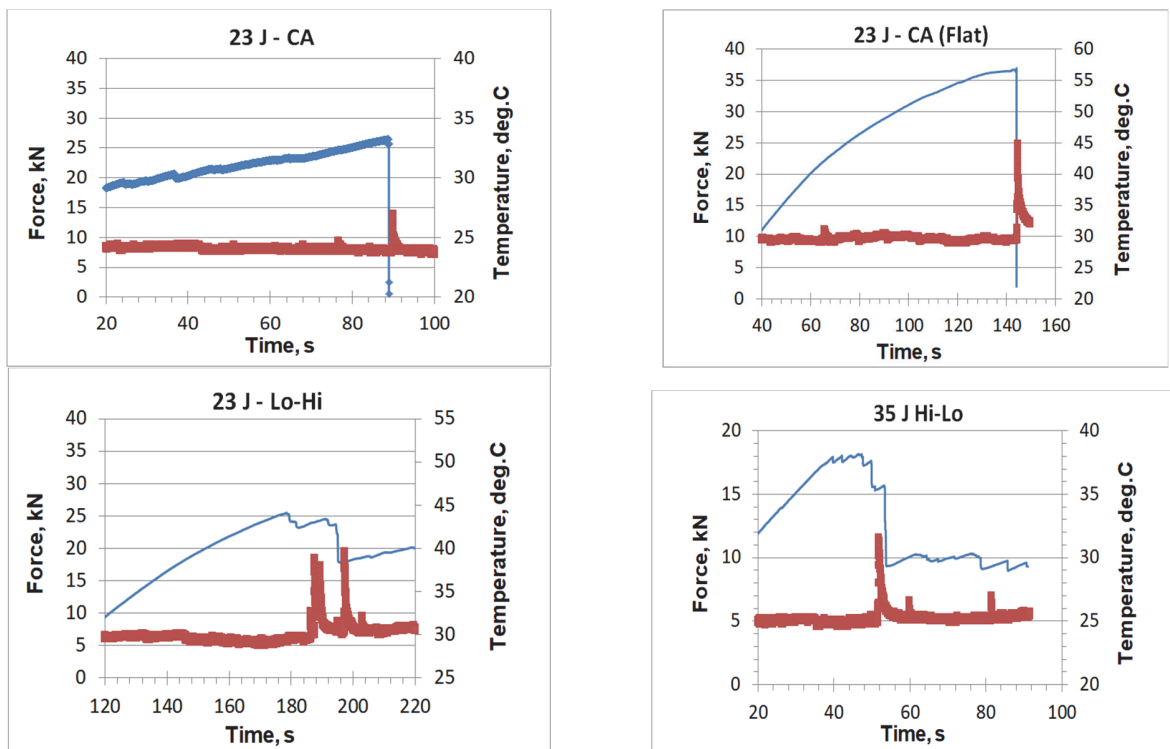 23 J - CA
40
35
30
25
20
15
10
5
0
Force, kN
40
35
30
25
20
Temperature, deg.C
20 40 60 80 100
Time, s
23 J - CA (Flat)
40
35
30
25
20
15
10
5
0
Force, kN
60
55
50
45
40
35
30
25
20
Temperature, deg.C
40 60 80 100 120 140 160
Time, s
23 J - Lo-Hi
40
35
30
25
20
15
10
5
0
Force, kN
55
50
45
40
35
30
25
Temperature, deg.C
120 140 160 180 200 220
Time, s
35 J Hi-Lo
20
15
10
5
0
Force, kN
40
35
30
25
20
Temperature, deg.C
20 40 60 80 100
Time, s